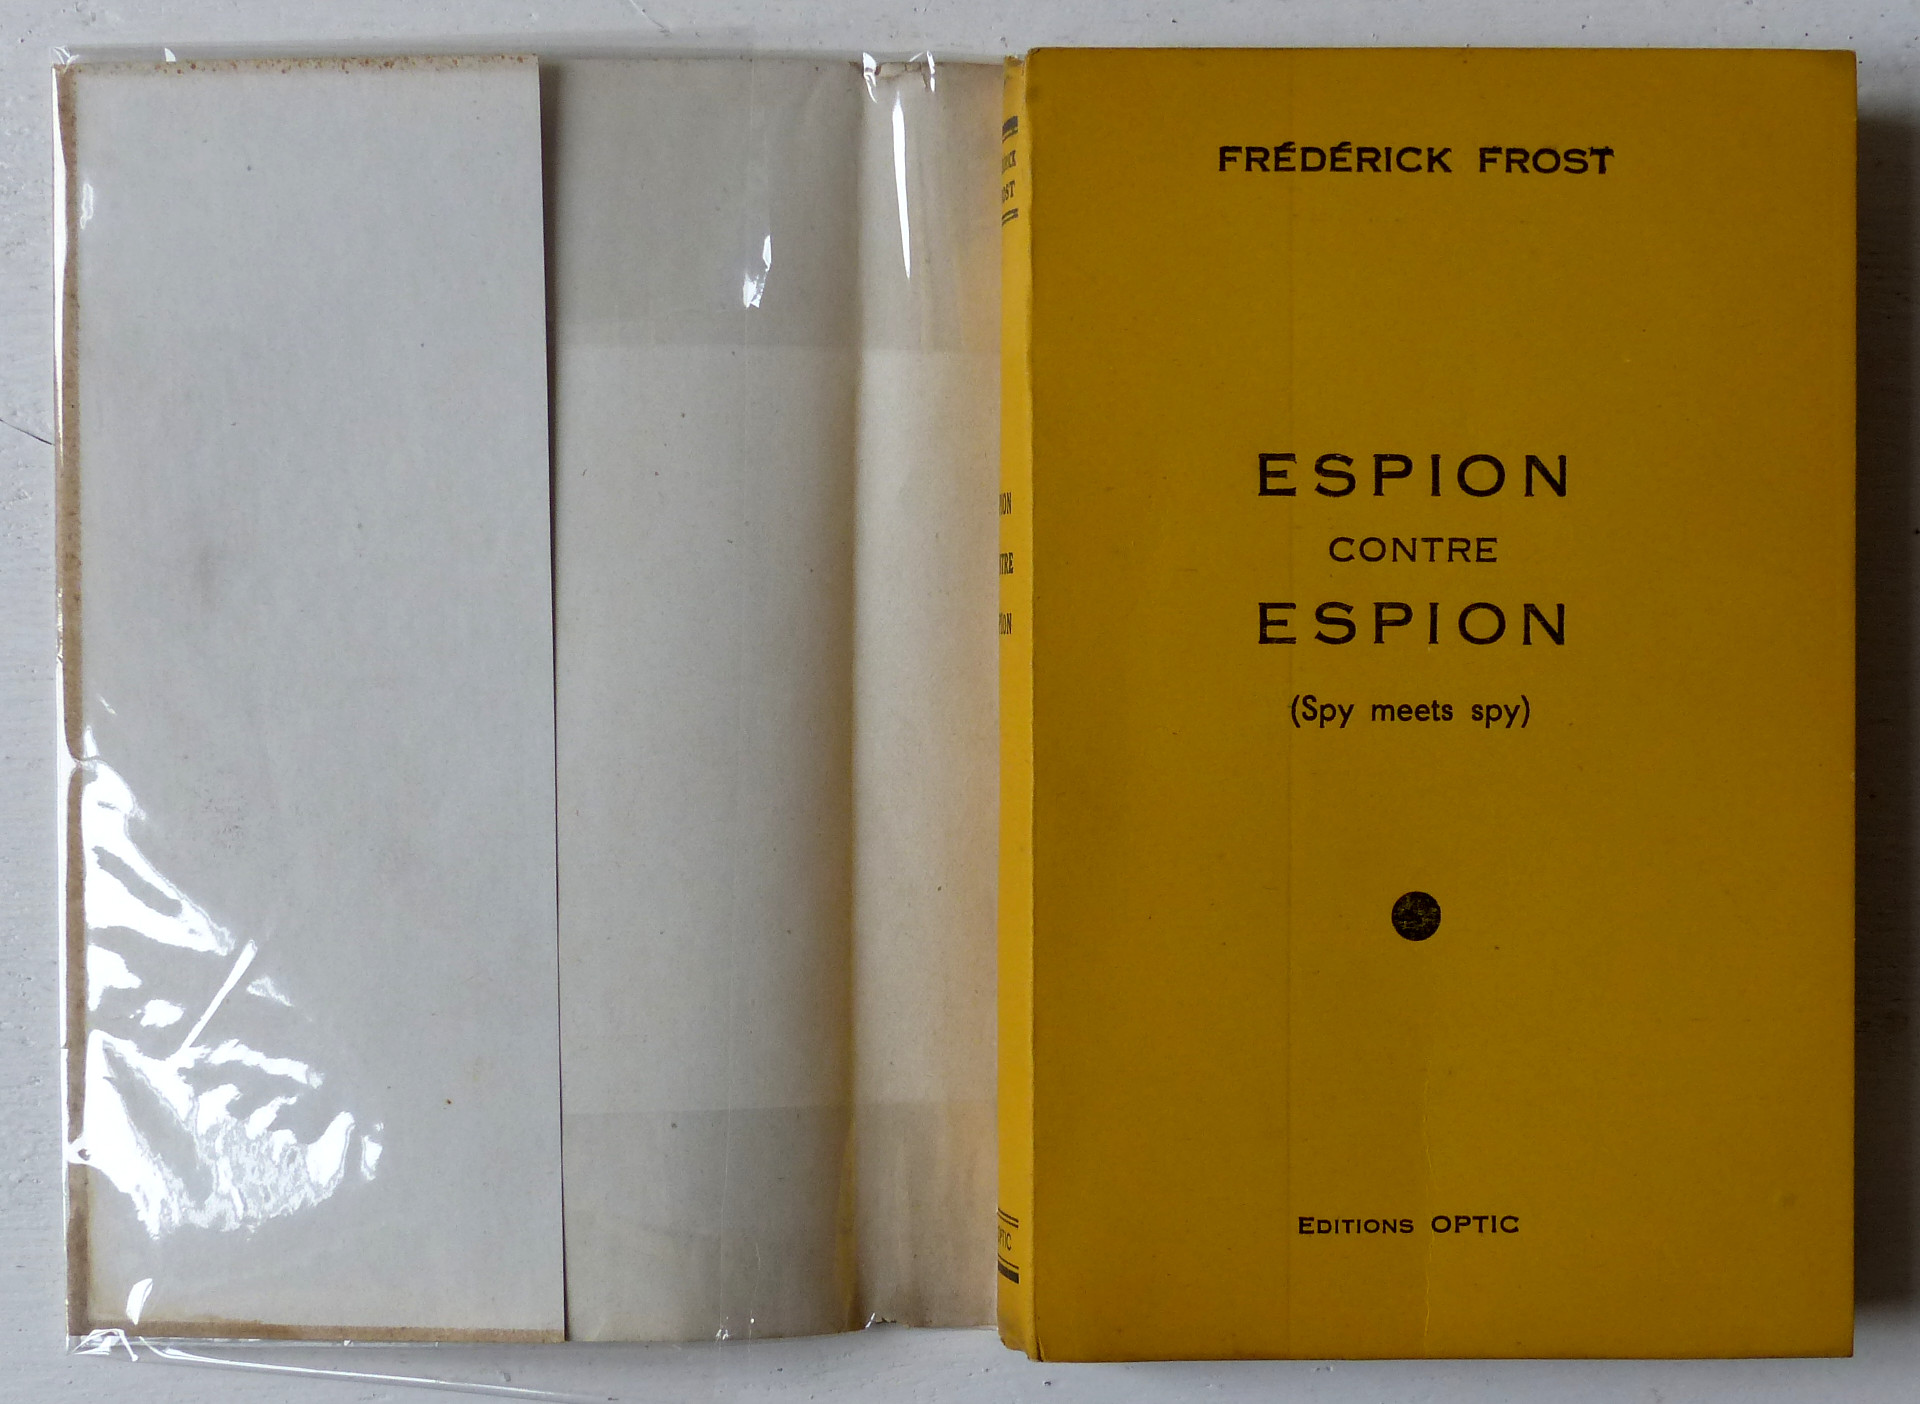 FRÉDÉRICK FROST
ESPION
CONTRE
ESPION
(Spy meets spy)
EDITIONS OPTIC